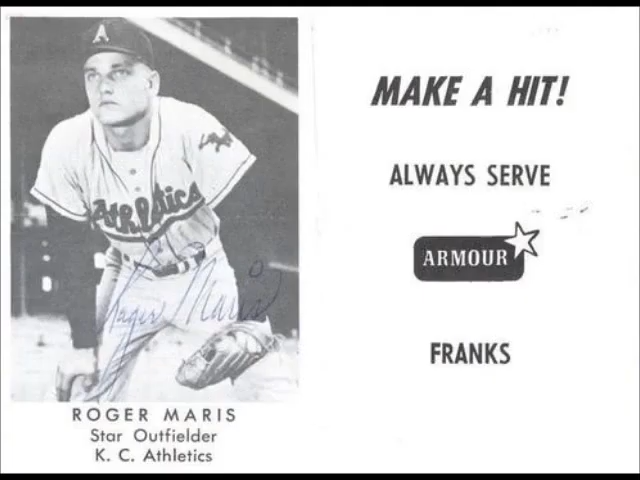 A
Athletics
Roger Maris
ROGER MARIS
Star Outfielder
K. C. Athletics
MAKE A HIT!
ALWAYS SERVE
ARMOUR
FRANKS